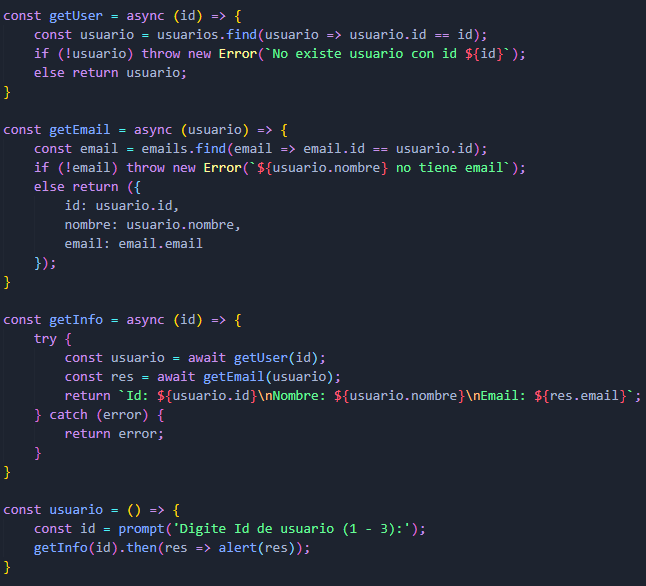 const getUser = async (id) => {
    const usuario = usuarios.find(usuario => usuario.id == id);
    if (!usuario) throw new Error(`No existe usuario con id ${id}`);
    else return usuario;
}

const getEmail = async (usuario) => {
    const email = emails.find(email => email.id == usuario.id);
    if (!email) throw new Error(`${usuario.nombre} no tiene email`);
    else return ({
        id: usuario.id,
        nombre: usuario.nombre,
        email: email.email
    });
}

const getInfo = async (id) => {
    try {
        const usuario = await getUser(id);
        const res = await getEmail(usuario);
        return `Id: ${usuario.id}\nNombre: ${usuario.nombre}\nEmail: ${res.email}`;
    } catch (error) {
        return error;
    }
}

const usuario = () => {
    const id = prompt('Digite Id de usuario (1 - 3):');
    getInfo(id).then(res => alert(res));
}